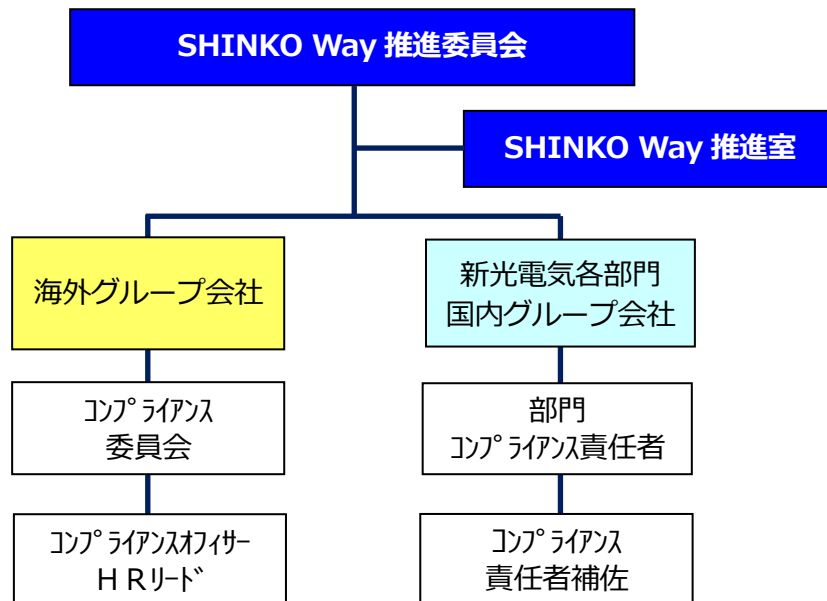 SHINKO Way 推進委員会
SHINKO Way 推進室
海外グループ会社
新光電気各部門
国内グループ会社
ｺﾝﾌﾟﾗｲｱﾝｽ
委員会
部門
ｺﾝﾌﾟﾗｲｱﾝｽ責任者
ｺﾝﾌﾟﾗｲｱﾝｽオフィサー
ＨＲﾘｰﾄﾞ
ｺﾝﾌﾟﾗｲｱﾝｽ
責任者補佐